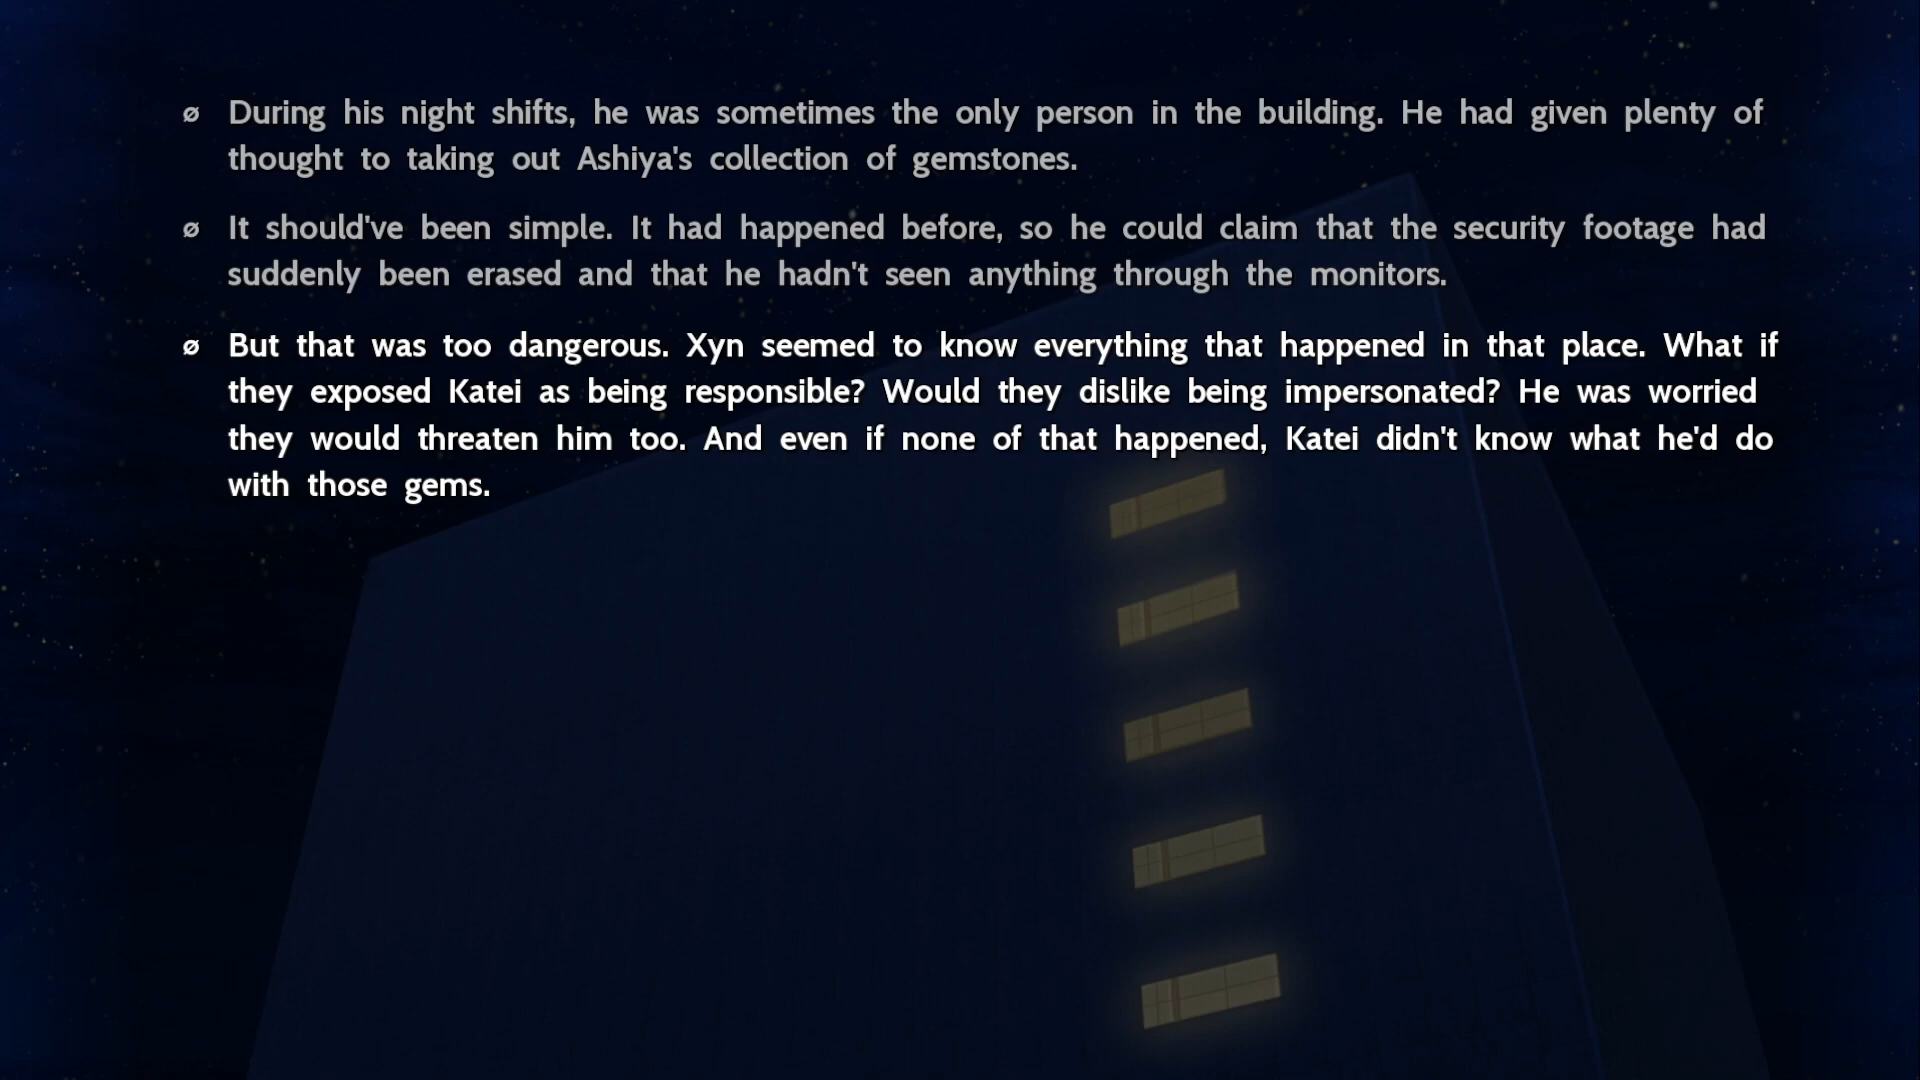 ø During his night shifts, he was sometimes the only person in the building. He had given plenty of
thought to taking out Ashiya's collection of gemstones.
ø It should've been simple. It had happened before, so he could claim that the security footage had
suddenly been erased and that he hadn't seen anything through the monitors.
ø But that was too dangerous. Xyn seemed to know everything that happened in that place. What if
they exposed Katei as being responsible? Would they dislike being impersonated? He was worried
they would threaten him too. And even if none of that happened, Katei didn't know what he'd do
with those gems.